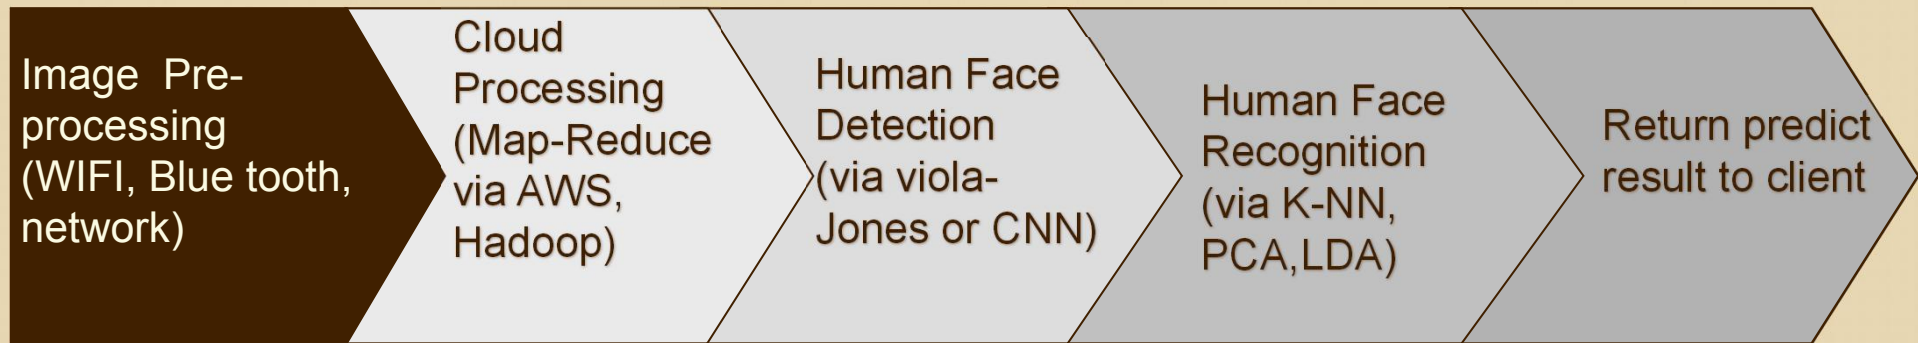 Image  Pre-
processing
(WIFI, Blue tooth,
network)
Cloud
Processing
(Map-Reduce
via AWS,
Hadoop)
Human Face
Detection
(via viola-
Jones or CNN)
Human Face
Recognition
(via K-NN,
PCA,LDA)
Return predict
result to client